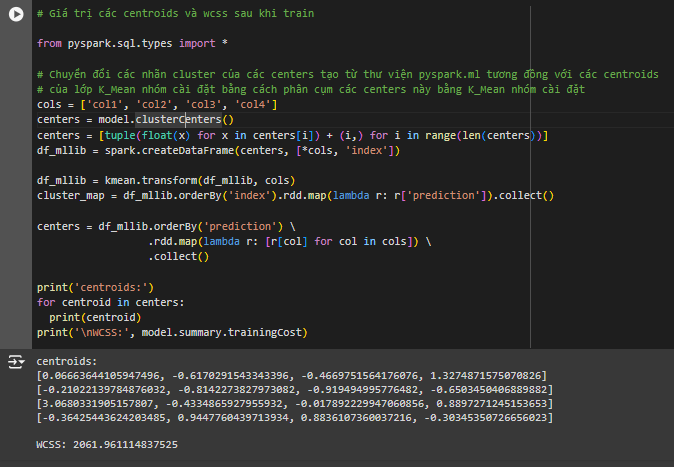 # Giá trị các centroids và wcss sau khi train
from pyspark.sql.types import *
# Chuyển đổi các nhãn cluster của các centers tạo từ thư viện pyspark.ml tương đồng với các centroids
# của lớp K_Mean nhóm cài đặt bằng cách phân cụm các centers này bằng K_Mean nhóm cài đặt
cols = ['col1', 'col2', 'col3', 'col4']
centers = model.clusterCenters()
centers = [tuple(float(x) for x in centers[i]) + (i,) for i in range(len(centers))]
df_mllib = spark.createDataFrame(centers, [*cols, 'index'])
df_mllib = kmean.transform(df_mllib, cols)
cluster_map = df_mllib.orderBy('index').rdd.map(lambda r: r['prediction']).collect()
centers = df_mllib.orderBy('prediction') \
.rdd.map(lambda r: [r[col] for col in cols]) \
.collect()
print('centroids:')
for centroid in centers:
print(centroid)
print('\nWCSS:', model.summary.trainingCost)
centroids:
[0.06663644105947496, -0.6170291543343396, -0.4669751564176076, 1.3274871575070826]
[-0.21022139784876032, -0.8142273827973082, -0.919494995776482, -0.6503450406889882]
[3.0680331905157807, -0.4334865927955932, -0.017892229947060856, 0.8897271245153653]
[-0.36425443624203485, 0.9447760439713934, 0.8836107360037216, -0.30345350726656023]
WCSS: 2061.961114837525